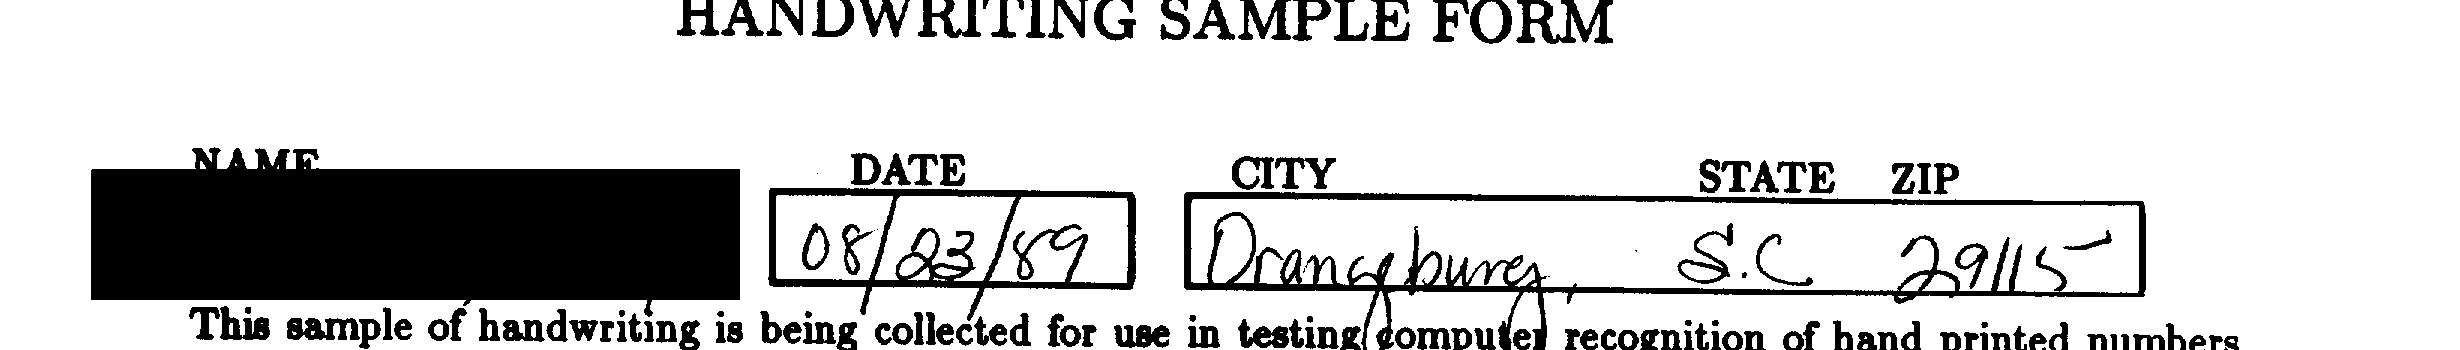 HANDWRITING SAMPLE FORM
NAME DATE CITY STATE ZIP
08/23/89 Orangeburg, S.C 29115
This sample of handwriting is being collected for use in testing computer recognition of hand printed numbers